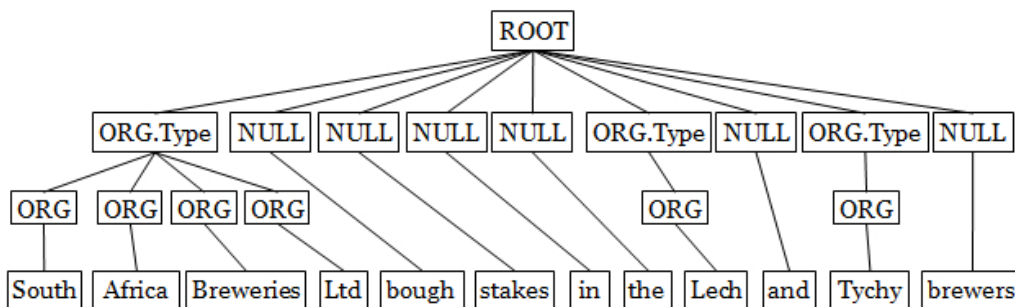 ROOT
ORG.Type NULL NULL NULL NULL ORG.Type NULL ORG.Type NULL
ORG ORG ORG ORG ORG ORG
South Africa Breweries Ltd bough stakes in the Lech and Tychy brewers